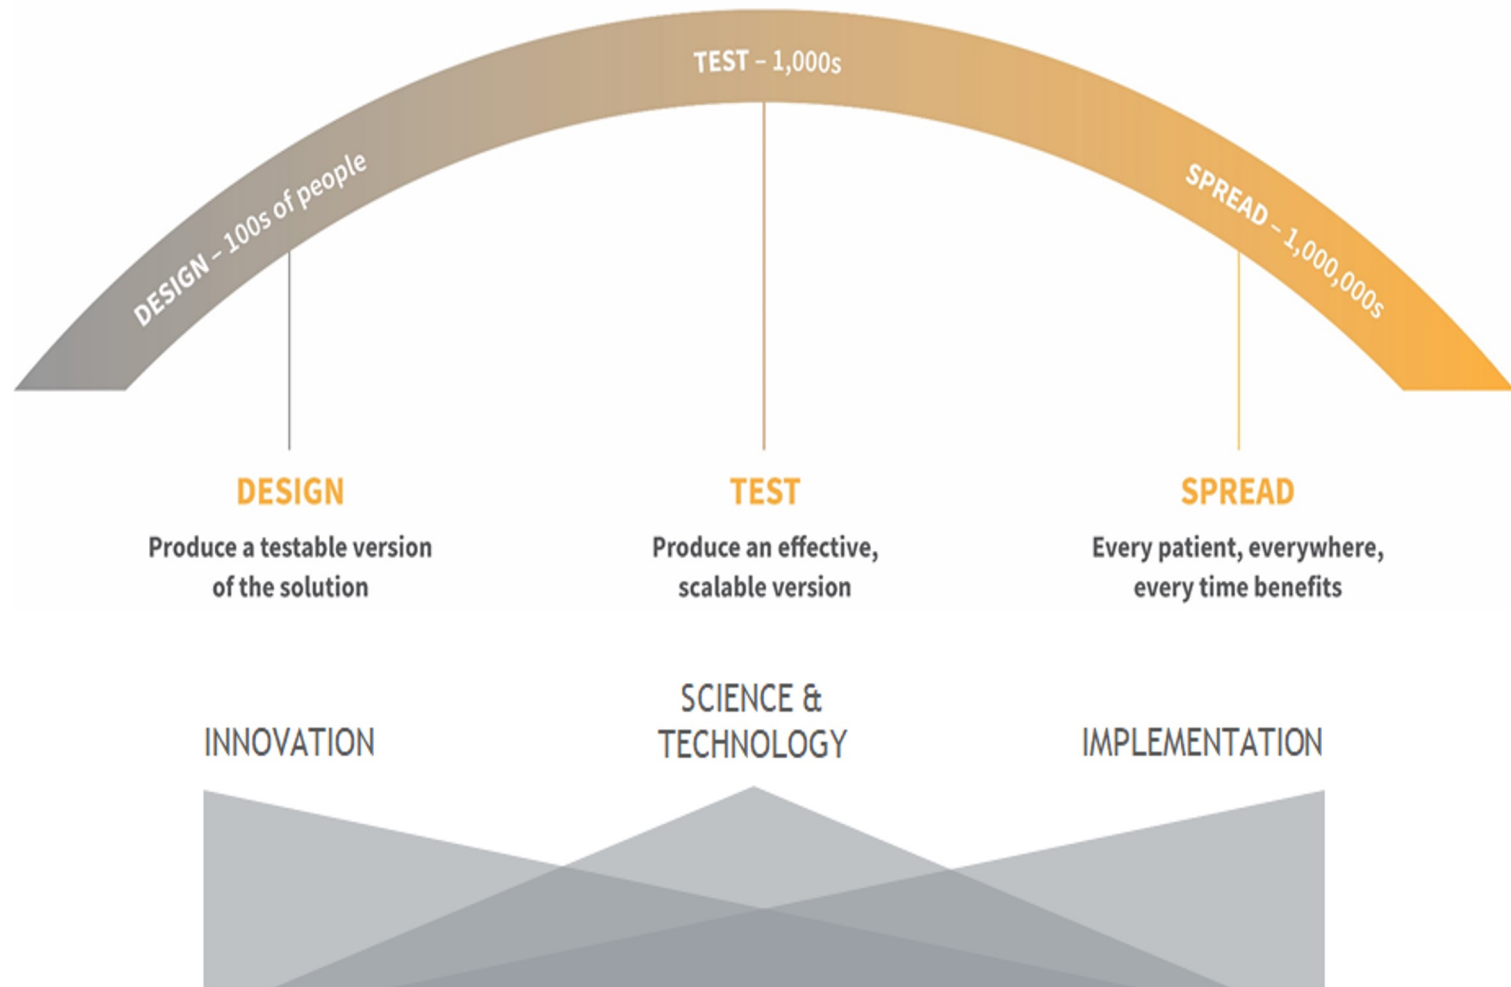 TEST – 1,000s
DESIGN – 100s of people
SPREAD – 1,000,000s
DESIGN
Produce a testable version
of the solution
TEST
Produce an effective,
scalable version
SPREAD
Every patient, everywhere,
every time benefits
INNOVATION
SCIENCE &
TECHNOLOGY
IMPLEMENTATION